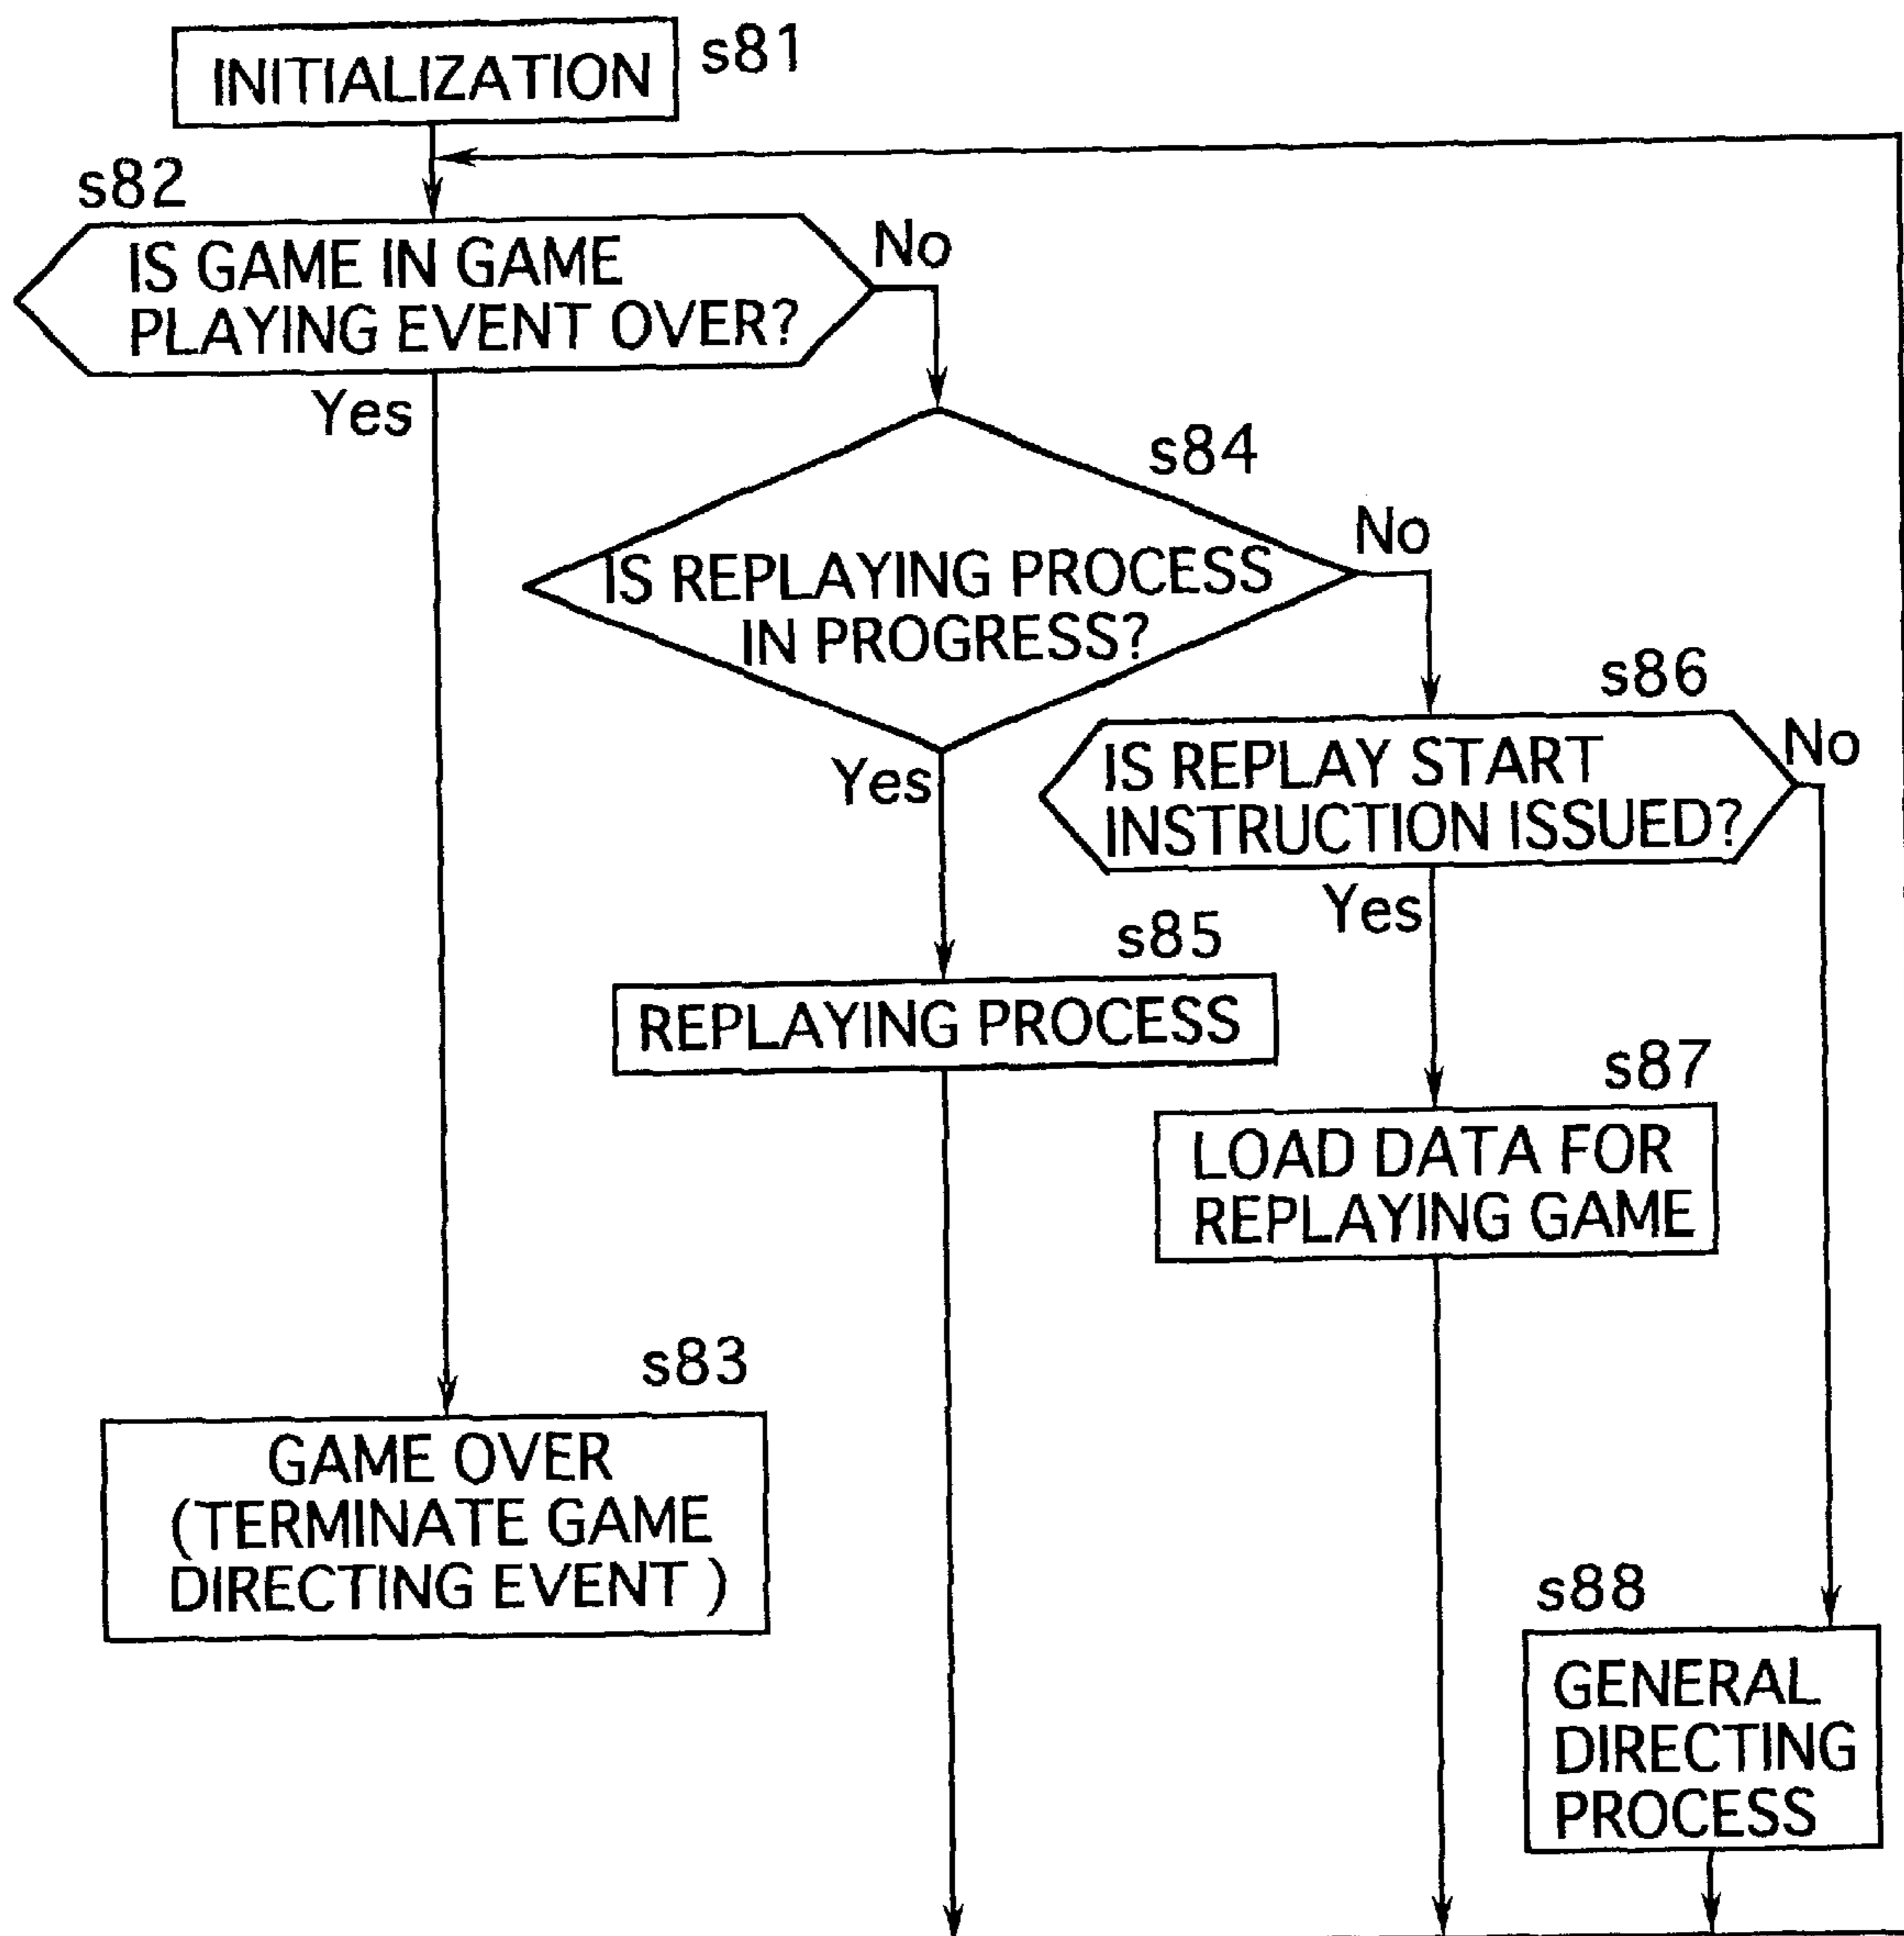 INITIALIZATION
s81
s82
IS GAME IN GAME
PLAYING EVENT OVER?
No
Yes
s84
IS REPLAYING PROCESS
IN PROGRESS?
No
Yes
s86
IS REPLAY START
INSTRUCTION ISSUED?
No
Yes
s85
REPLAYING PROCESS
s87
LOAD DATA FOR
REPLAYING GAME
s83
GAME OVER
(TERMINATE GAME
DIRECTING EVENT )
s88
GENERAL
DIRECTING
PROCESS